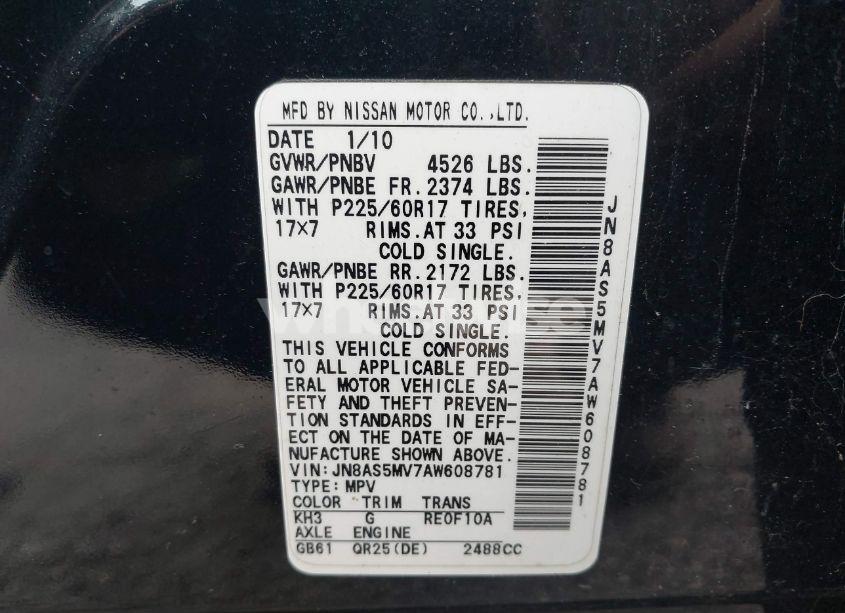 MFD BY NISSAN MOTOR CO.,LTD.
DATE 1/10
GVWR/PNBV 4526 LBS.
GAWR/PNBE FR. 2374 LBS.
WITH P225/60R17 TIRES,
17×7 RIMS.AT 33 PSI
COLD SINGLE.
GAWR/PNBE RR. 2172 LBS.
WITH P225/60R17 TIRES,
17×7 RIMS.AT 33 PSI
COLD SINGLE.
THIS VEHICLE CONFORMS
TO ALL APPLICABLE FED-
ERAL MOTOR VEHICLE SA-
FETY AND THEFT PREVEN-
TION STANDARDS IN EFF-
ECT ON THE DATE OF MA-
NUFACTURE SHOWN ABOVE.
VIN:JN8AS5MV7AW608781
TYPE:MPV
COLOR TRIM TRANS
KH3 G RE0F10A
AXLE ENGINE
GB61 QR25(DE) 2488CC
JN8AS5MV7AW608781